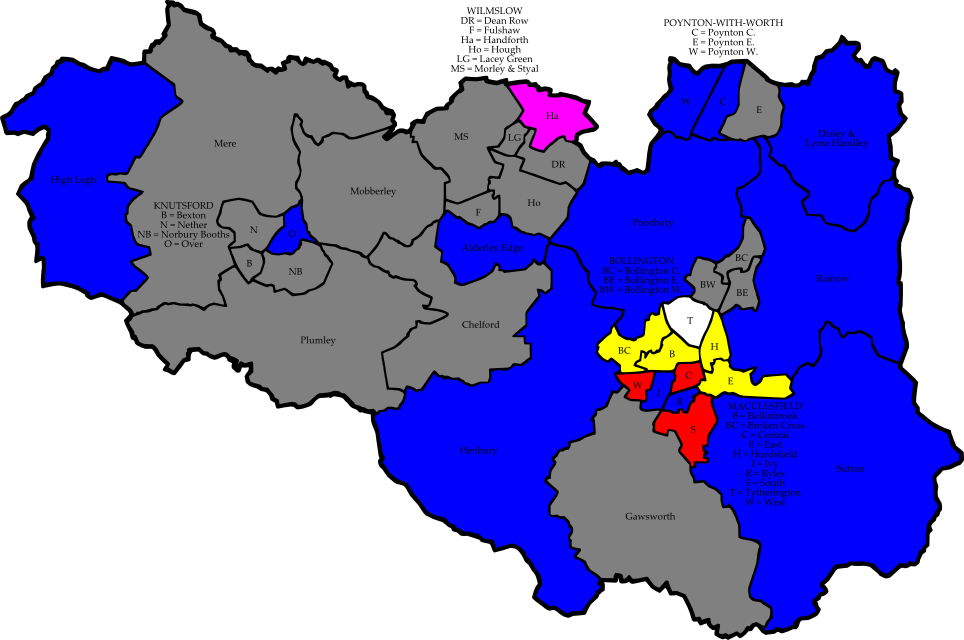 WILMSLOW
DR = Dean Row
F = Fulshaw
Ha = Handforth
Ho = Hough
LG = Lacey Green
MS = Morley & Styal
POYNTON-WITH-WORTH
C = Poynton C.
E = Poynton E.
W = Poynton W.
W
C
E
Ha
MS
LG
DR
Disley &
Lyme Handley
Mere
High Legh
Mobberley
KNUTSFORD
B = Bexton
N = Nether
NB = Norbury Booths
O = Over
N
O
B
NB
F
Ho
Prestbury
Alderley Edge
BOLLINGTON
BC = Bollington C.
BE = Bollington E.
BW = Bollington W.
BC
BW
BE
Rainow
Plumley
Chelford
T
BC
B
H
W
I
C
E
R
S
MACCLESFIELD
B = Bollinbrook
BC = Broken Cross
C = Central
E = East
H = Hurdsfield
I = Ivy
R = Ryles
S = South
T = Tytherington
W = West
Henbury
Sutton
Gawsworth